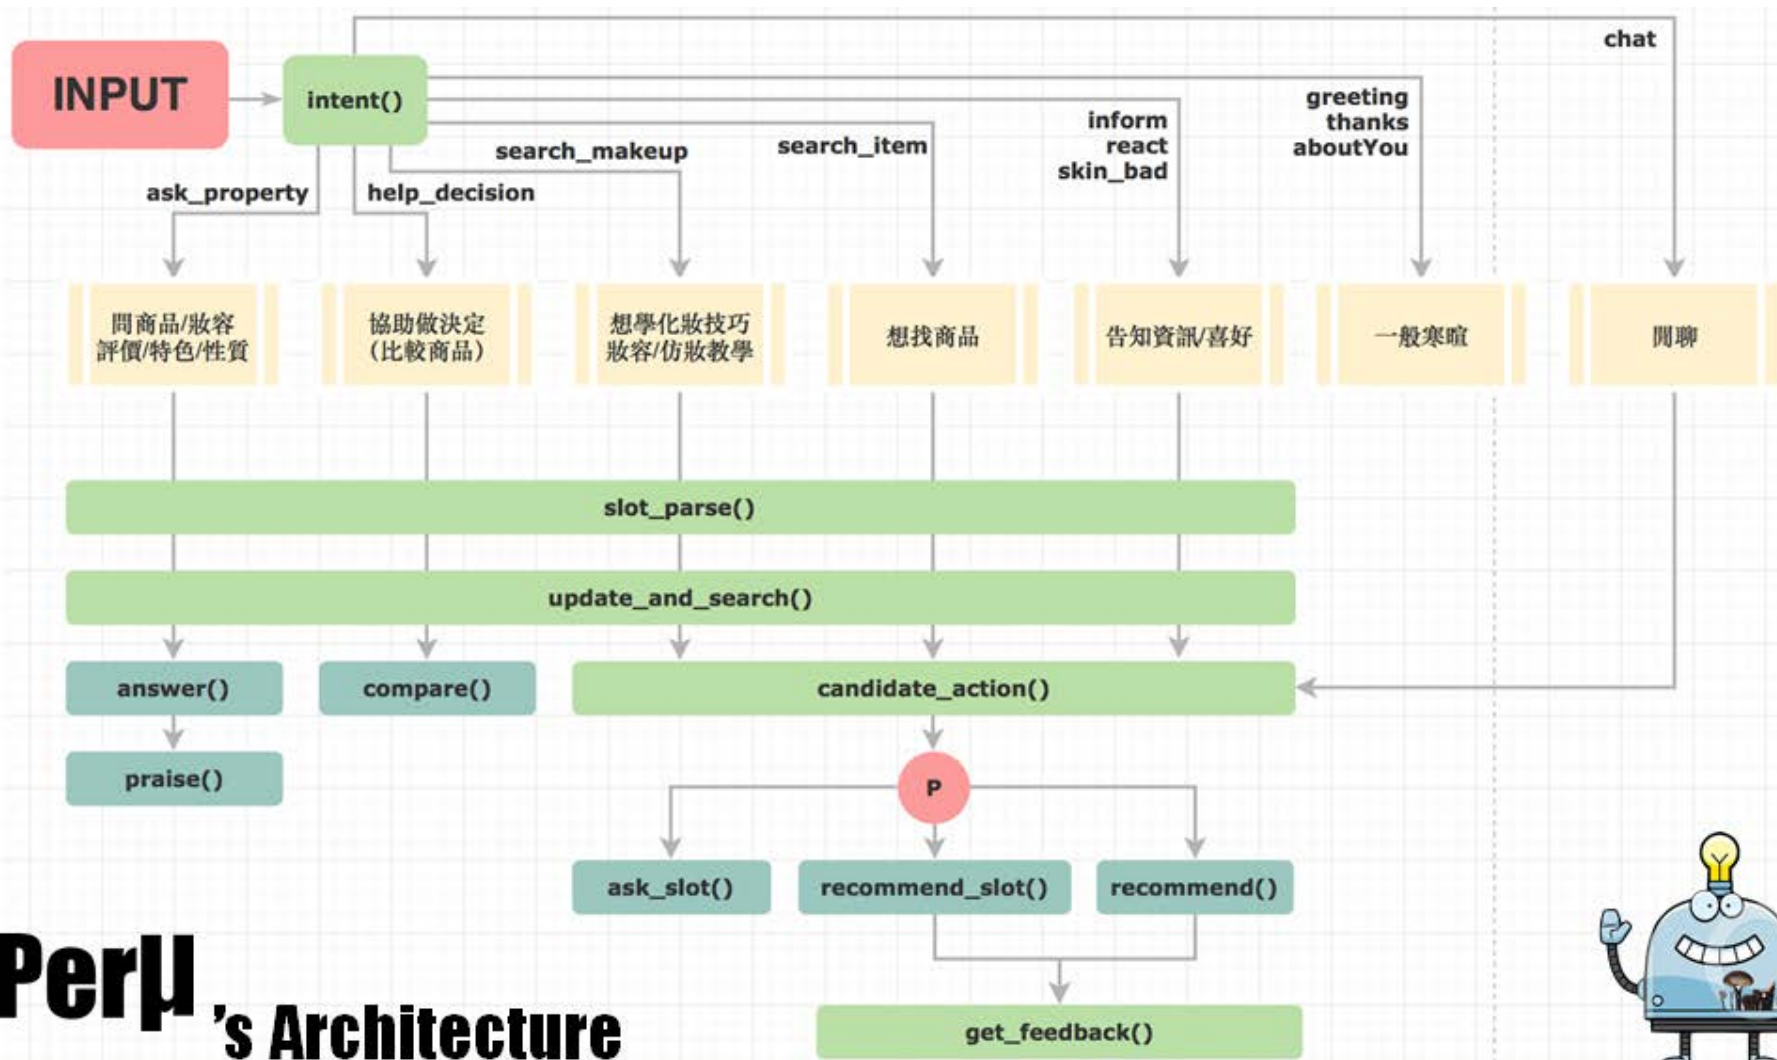 INPUT
intent()
chat
greeting
thanks
aboutYou
inform
react
skin_bad
search_item
search_makeup
help_decision
ask_property
問商品/妝容
評價/特色/性質
協助做決定
（比較商品）
想學化妝技巧
妝容/仿妝教學
想找商品
告知資訊/喜好
一般寒暄
閒聊
slot_parse()
update_and_search()
answer()
compare()
candidate_action()
praise()
P
ask_slot()
recommend_slot()
recommend()
get_feedback()
Perμ
's Architecture